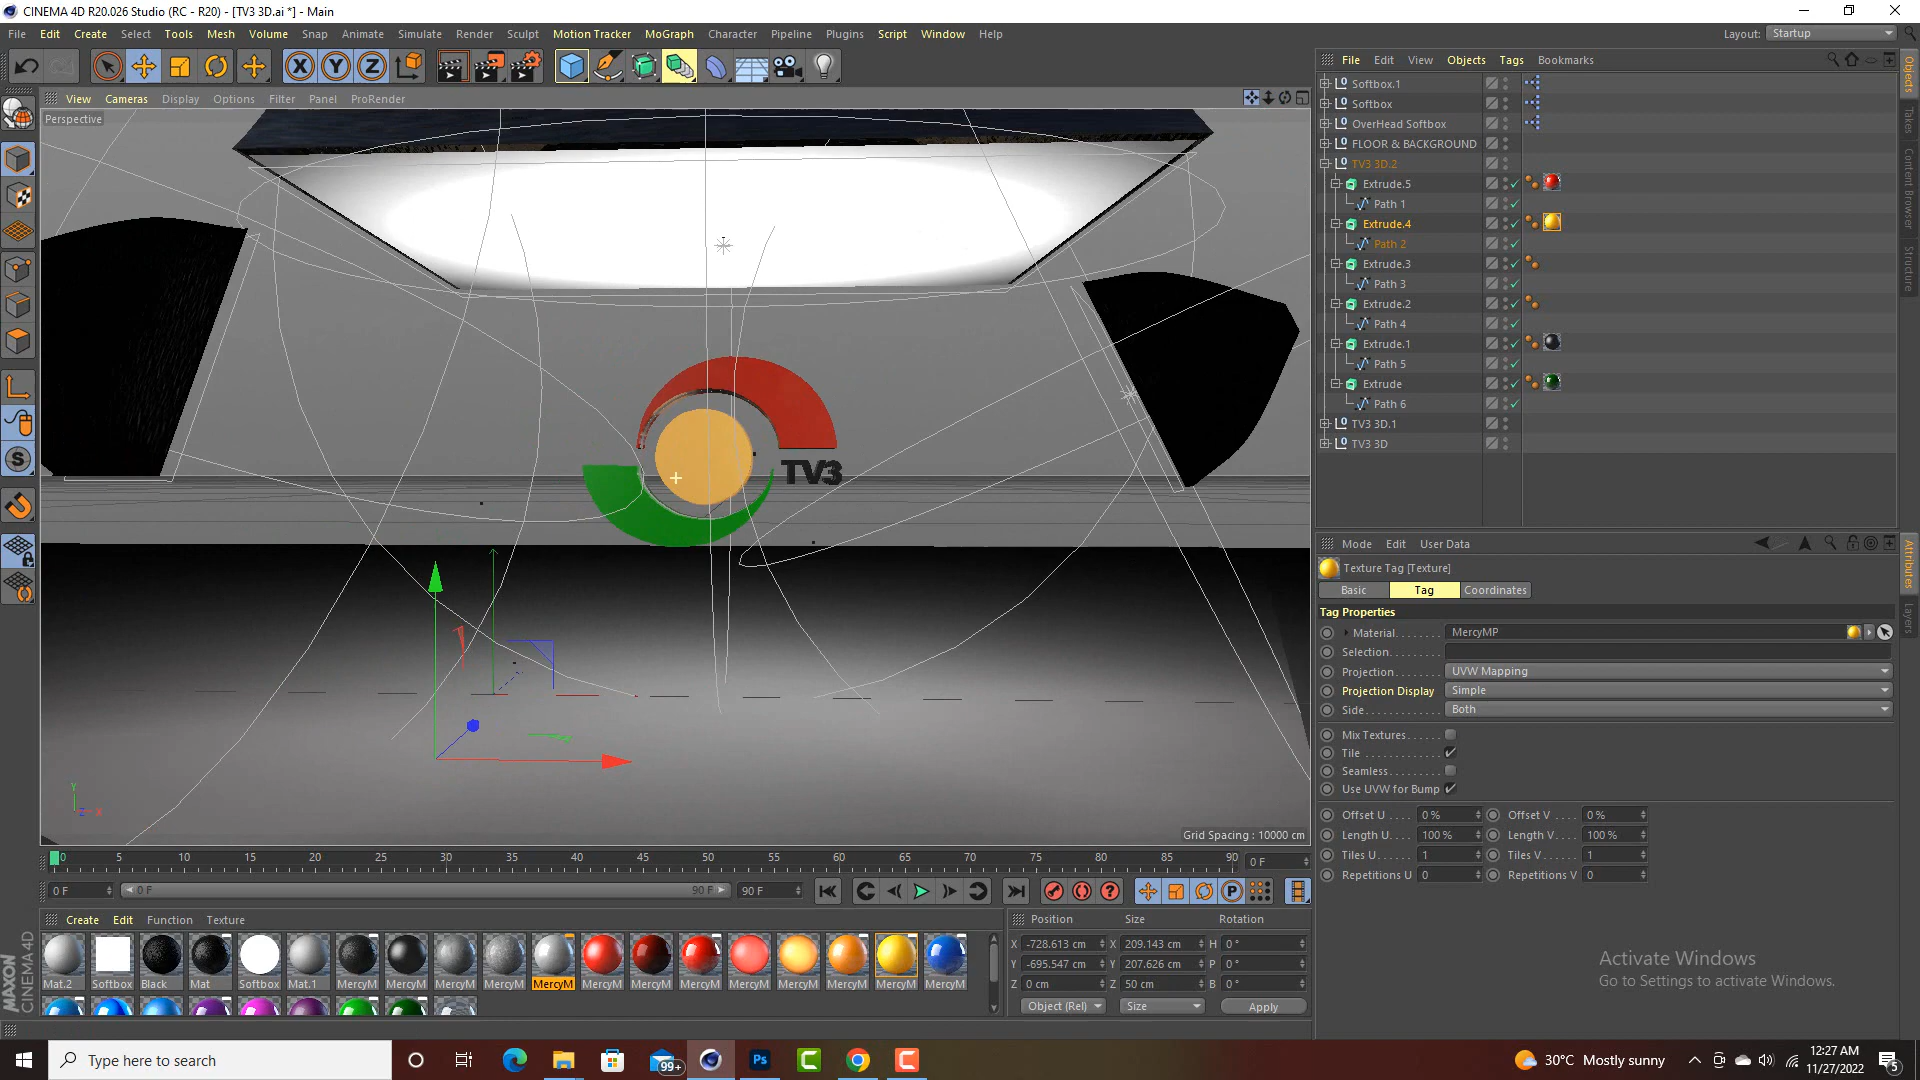 CINEMA 4D R20.026 Studio (RC - R20) - [TV3 3D.ai *] - Main
File Edit Create Select Tools Mesh Volume Snap Animate Simulate Render Sculpt Motion Tracker MoGraph Character Pipeline Plugins Script Window Help
Layout: Startup
View Cameras Display Options Filter Panel ProRender
Perspective
TV3
Grid Spacing : 10000 cm
File Edit View Objects Tags Bookmarks
Softbox.1
Softbox
OverHead Softbox
FLOOR & BACKGROUND
TV3 3D.2
Extrude.5
Path 1
Extrude.4
Path 2
Extrude.3
Path 3
Extrude.2
Path 4
Extrude.1
Path 5
Extrude
Path 6
TV3 3D.1
TV3 3D
Objects
Takes
Content Browser
Structure
Mode Edit User Data
Texture Tag [Texture]
Basic Tag Coordinates
Tag Properties
Material. . . . . . . . MercyMP
Selection. . . . . . .
Projection. . . . . . . UVW Mapping
Projection Display Simple
Side. . . . . . . . . . . . Both
Mix Textures. . . . . .
Tile . . . . . . . . . . . .
Seamless. . . . . . . .
Use UVW for Bump
Offset U . . . . 0 % Offset V . . . . 0 %
Length U. . . . 100 % Length V. . . . 100 %
Tiles U. . . . . 1 Tiles V. . . . . 1
Repetitions U 0 Repetitions V 0
Attributes
Layers
0 5 10 15 20 25 30 35 40 45 50 55 60 65 70 75 80 85 90 0 F
0 F 0 F 90 F 90 F
Create Edit Function Texture
Mat.2 Softbox Black Mat Softbox Mat.1 MercyM MercyM MercyM MercyM MercyM MercyM MercyM MercyM MercyM MercyM MercyM MercyM MercyM
Position Size Rotation
X -728.613 cm X 209.143 cm H 0 °
Y -695.547 cm Y 207.626 cm P 0 °
Z 0 cm Z 50 cm B 0 °
Object (Rel) Size Apply
MAXON
CINEMA 4D
Activate Windows
Go to Settings to activate Windows.
Type here to search
99+
Ps
30°C Mostly sunny
12:27 AM
11/27/2022
5